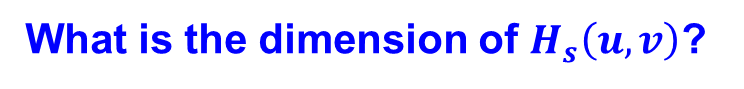 What is the dimension of $H_s(u,v)$?